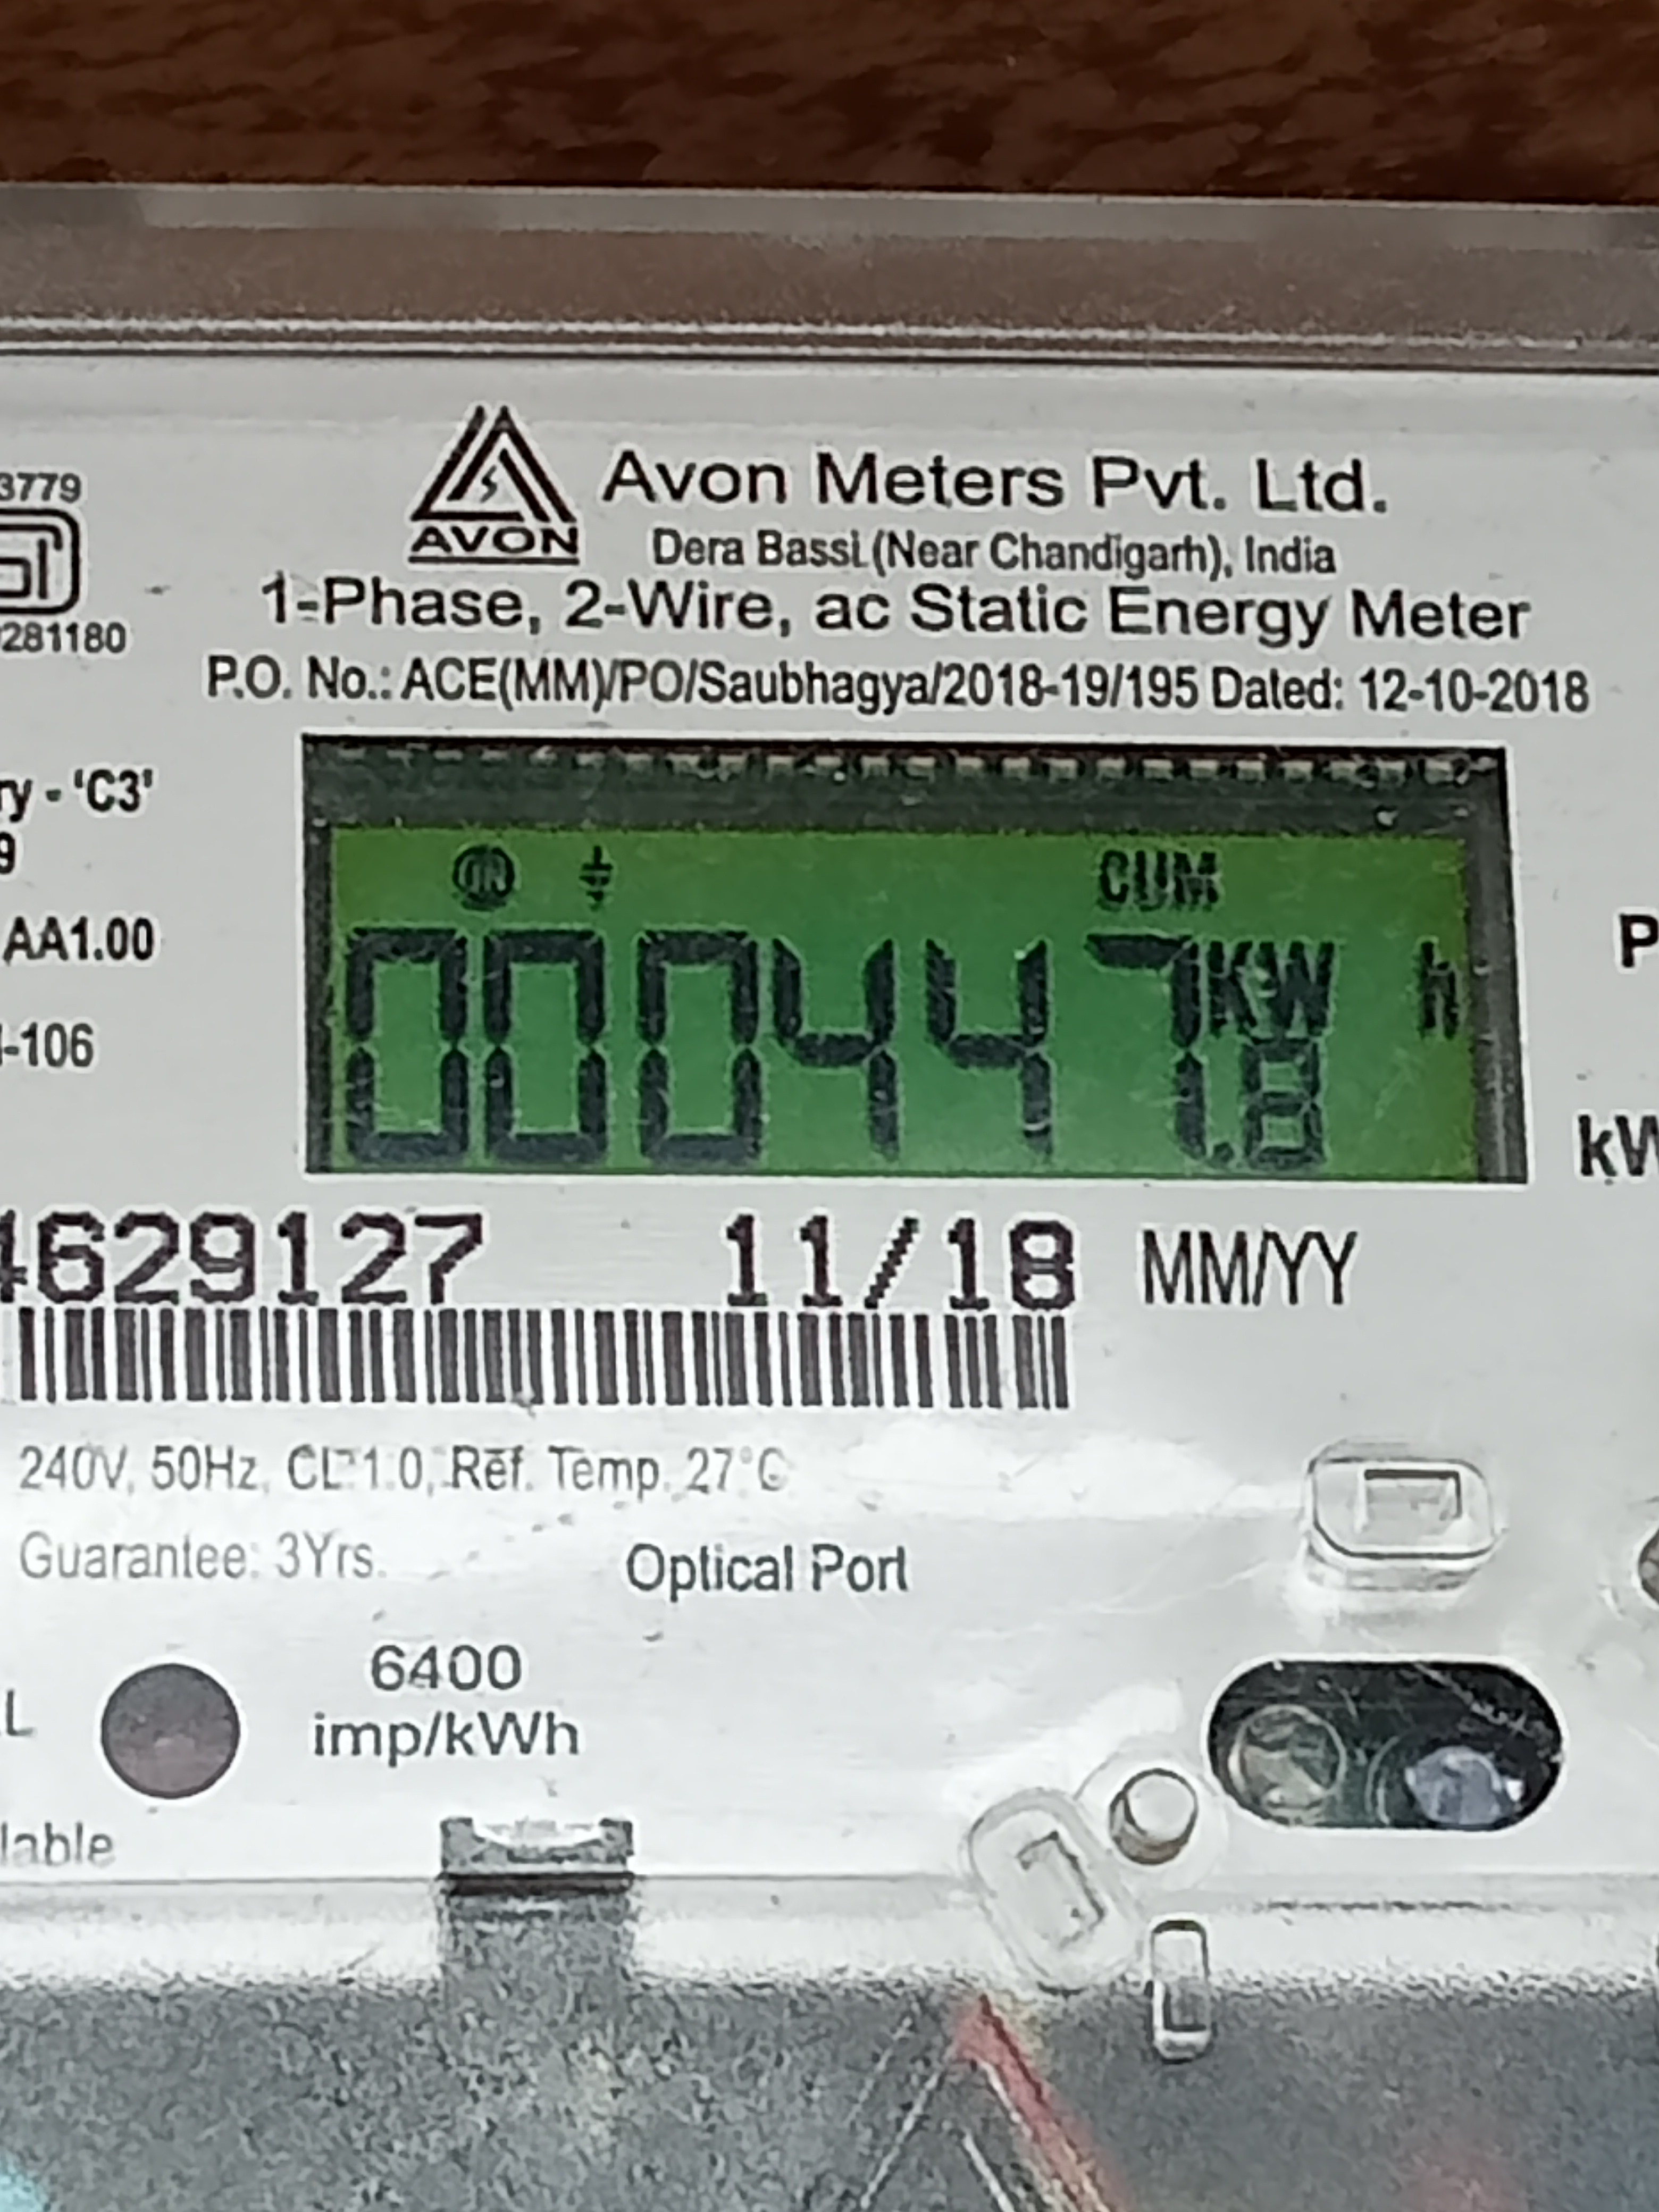 3779
281180
AVON
Avon Meters Pvt. Ltd.
Dera Bassi.(Near Chandigarh), India
1-Phase, 2-Wire, ac Static Energy Meter
P.O. No.: ACE(MM)/PO/Saubhagya/2018-19/195 Dated: 12-10-2018
ry - 'C3'
9
AA1.00
-106
CUM
000447.8 KW h
P
kW
4629127 11/18 MM/YY
240V, 50Hz, CL 1.0, Ref. Temp. 27°C
Guarantee: 3Yrs.
Optical Port
6400
imp/kWh
L
lable